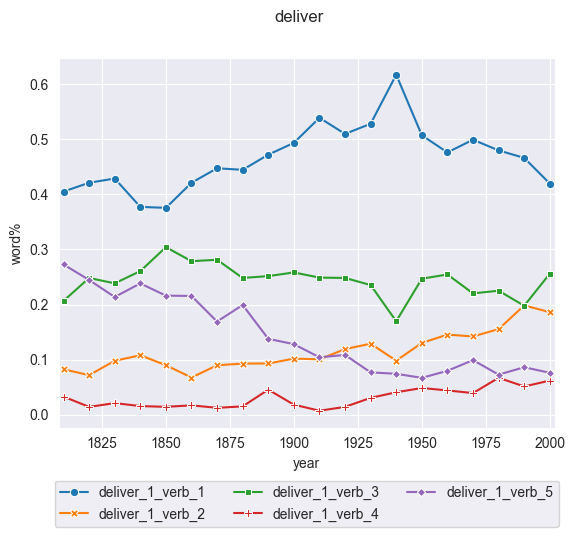 deliver
0.6
0.5
0.4
0.3
0.2
0.1
0.0
word%
1825 1850 1875 1900 1925 1950 1975 2000
year
deliver_1_verb_1 deliver_1_verb_3 deliver_1_verb_5
deliver_1_verb_2 deliver_1_verb_4